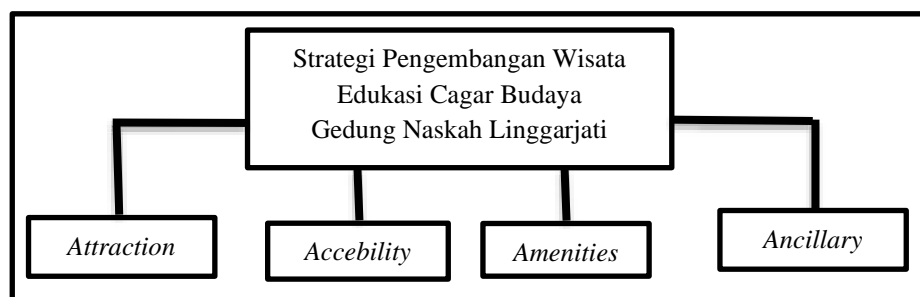 Strategi Pengembangan Wisata
Edukasi Cagar Budaya
Gedung Naskah Linggarjati
Attraction
Accebility
Amenities
Ancillary